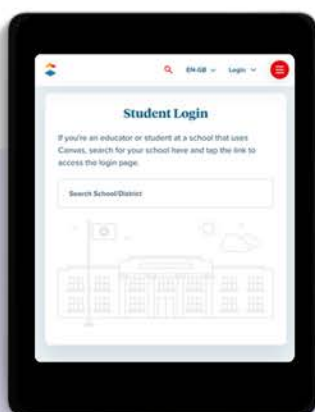 EN-GB Login
Student Login
If you're an educator or student at a school that uses
Canvas, search for your school here and tap the link to
access the login page.
Search School/District